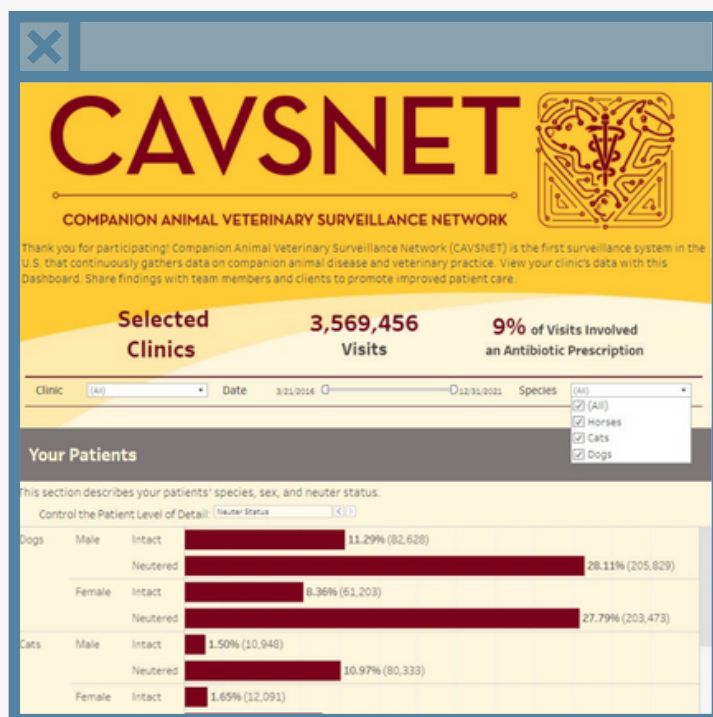 CAVSNET
COMPANION ANIMAL VETERINARY SURVEILLANCE NETWORK
Thank you for participating! Companion Animal Veterinary Surveillance Network (CAVSNET) is the first surveillance system in the
U.S. that continuously gathers data on companion animal disease and veterinary practice. View your clinic's data with this
Dashboard. Share findings with team members and clients to promote improved patient care.
Selected Clinics
3,569,456 Visits
9% of Visits Involved an Antibiotic Prescription
Clinic (All) Date 3/21/2016 12/31/2021 Species (All)
(All)
Horses
Cats
Dogs
Your Patients
This section describes your patients' species, sex, and neuter status.
Control the Patient Level of Detail: Neuter Status
Dogs Male Intact 11.29% (82,628)
Neutered 28.11% (205,829)
Female Intact 8.36% (61,203)
Neutered 27.79% (203,473)
Cats Male Intact 1.50% (10,948)
Neutered 10.97% (80,333)
Female Intact 1.65% (12,091)